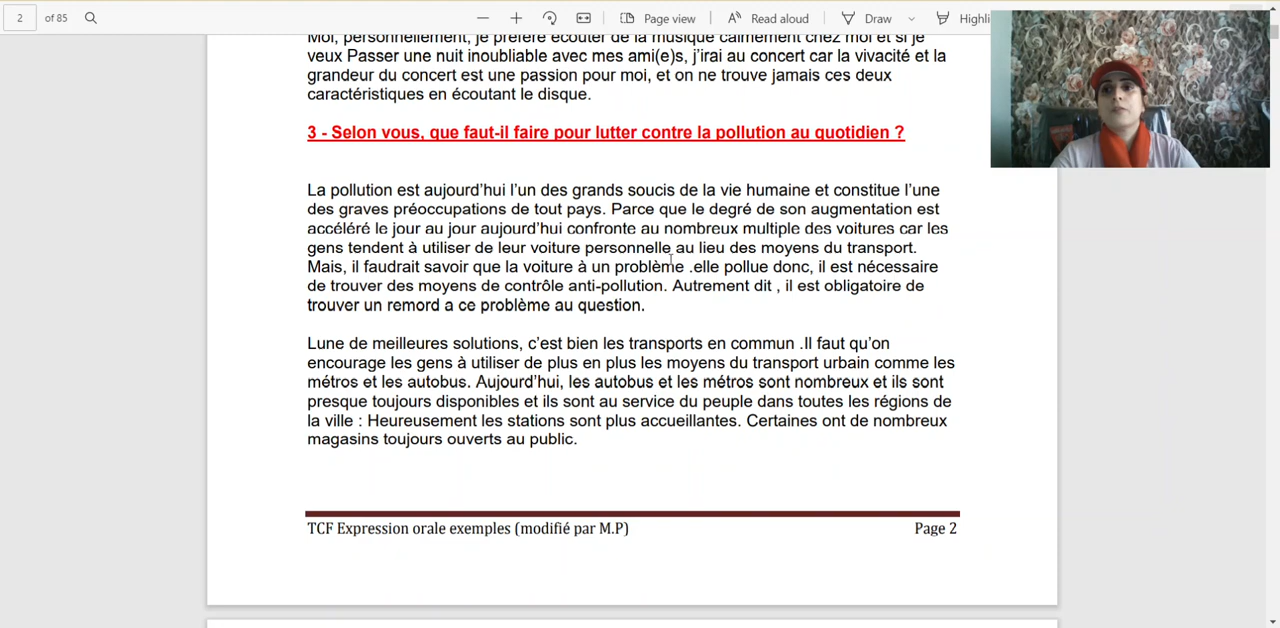 2 of 85 Page view Read aloud Draw Highli
Moi, personnellement, je préfère écouter de la musique calmement chez moi et si je
veux Passer une nuit inoubliable avec mes ami(e)s, j'irai au concert car la vivacité et la
grandeur du concert est une passion pour moi, et on ne trouve jamais ces deux
caractéristiques en écoutant le disque.
3 - Selon vous, que faut-il faire pour lutter contre la pollution au quotidien ?
La pollution est aujourd'hui l'un des grands soucis de la vie humaine et constitue l'une
des graves préoccupations de tout pays. Parce que le degré de son augmentation est
accéléré le jour au jour aujourd'hui confronte au nombreux multiple des voitures car les
gens tendent à utiliser de leur voiture personnelle au lieu des moyens du transport.
Mais, il faudrait savoir que la voiture à un problème .elle pollue donc, il est nécessaire
de trouver des moyens de contrôle anti-pollution. Autrement dit , il est obligatoire de
trouver un remord a ce problème au question.
Lune de meilleures solutions, c'est bien les transports en commun .Il faut qu'on
encourage les gens à utiliser de plus en plus les moyens du transport urbain comme les
métros et les autobus. Aujourd'hui, les autobus et les métros sont nombreux et ils sont
presque toujours disponibles et ils sont au service du peuple dans toutes les régions de
la ville : Heureusement les stations sont plus accueillantes. Certaines ont de nombreux
magasins toujours ouverts au public.
TCF Expression orale exemples (modifié par M.P) Page 2